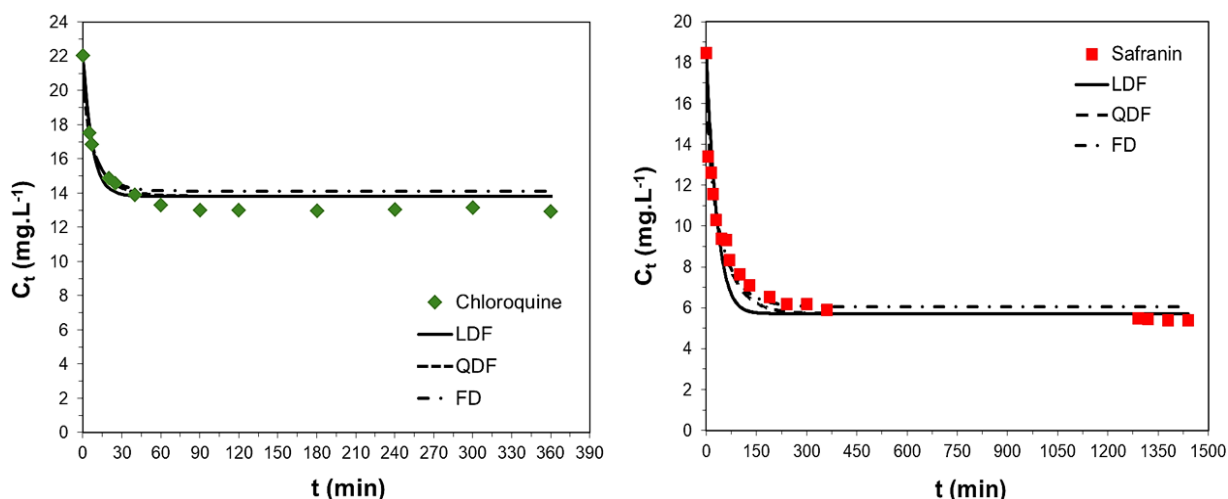 24
22
20
18
16
14
12
10
8
6
4
2
0
C_t (mg.L⁻¹)
Chloroquine
LDF
QDF
FD
0 30 60 90 120 150 180 210 240 270 300 330 360 390
t (min)
20
18
16
14
12
10
8
6
4
2
0
C_t (mg.L⁻¹)
Safranin
LDF
QDF
FD
0 150 300 450 600 750 900 1050 1200 1350 1500
t (min)